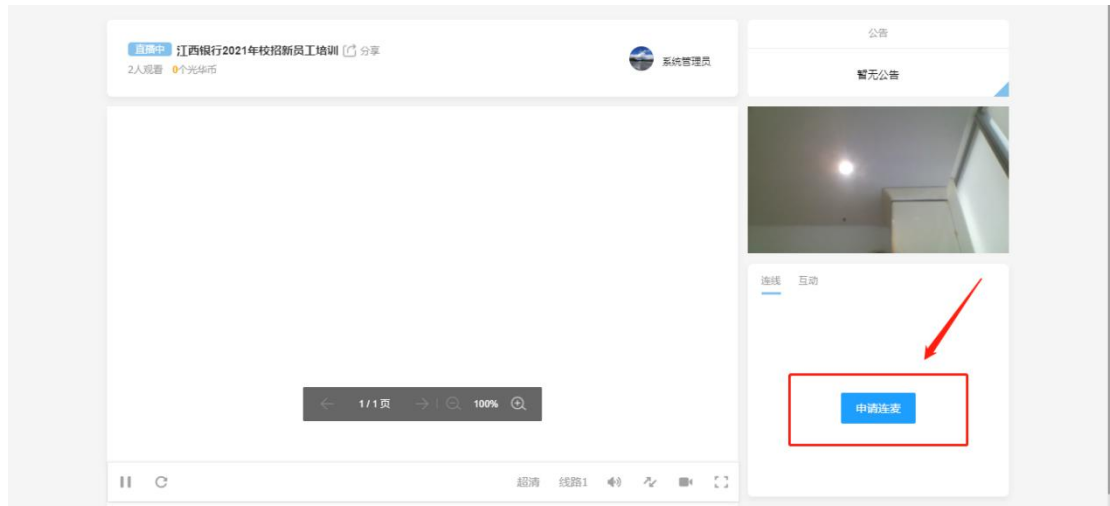 直播中 江西银行2021年校招新员工培训 分享
2人观看 0个光华币
系统管理员
公告
暂无公告
连线 互动
申请连麦
1/1页 100%
超清 线路1